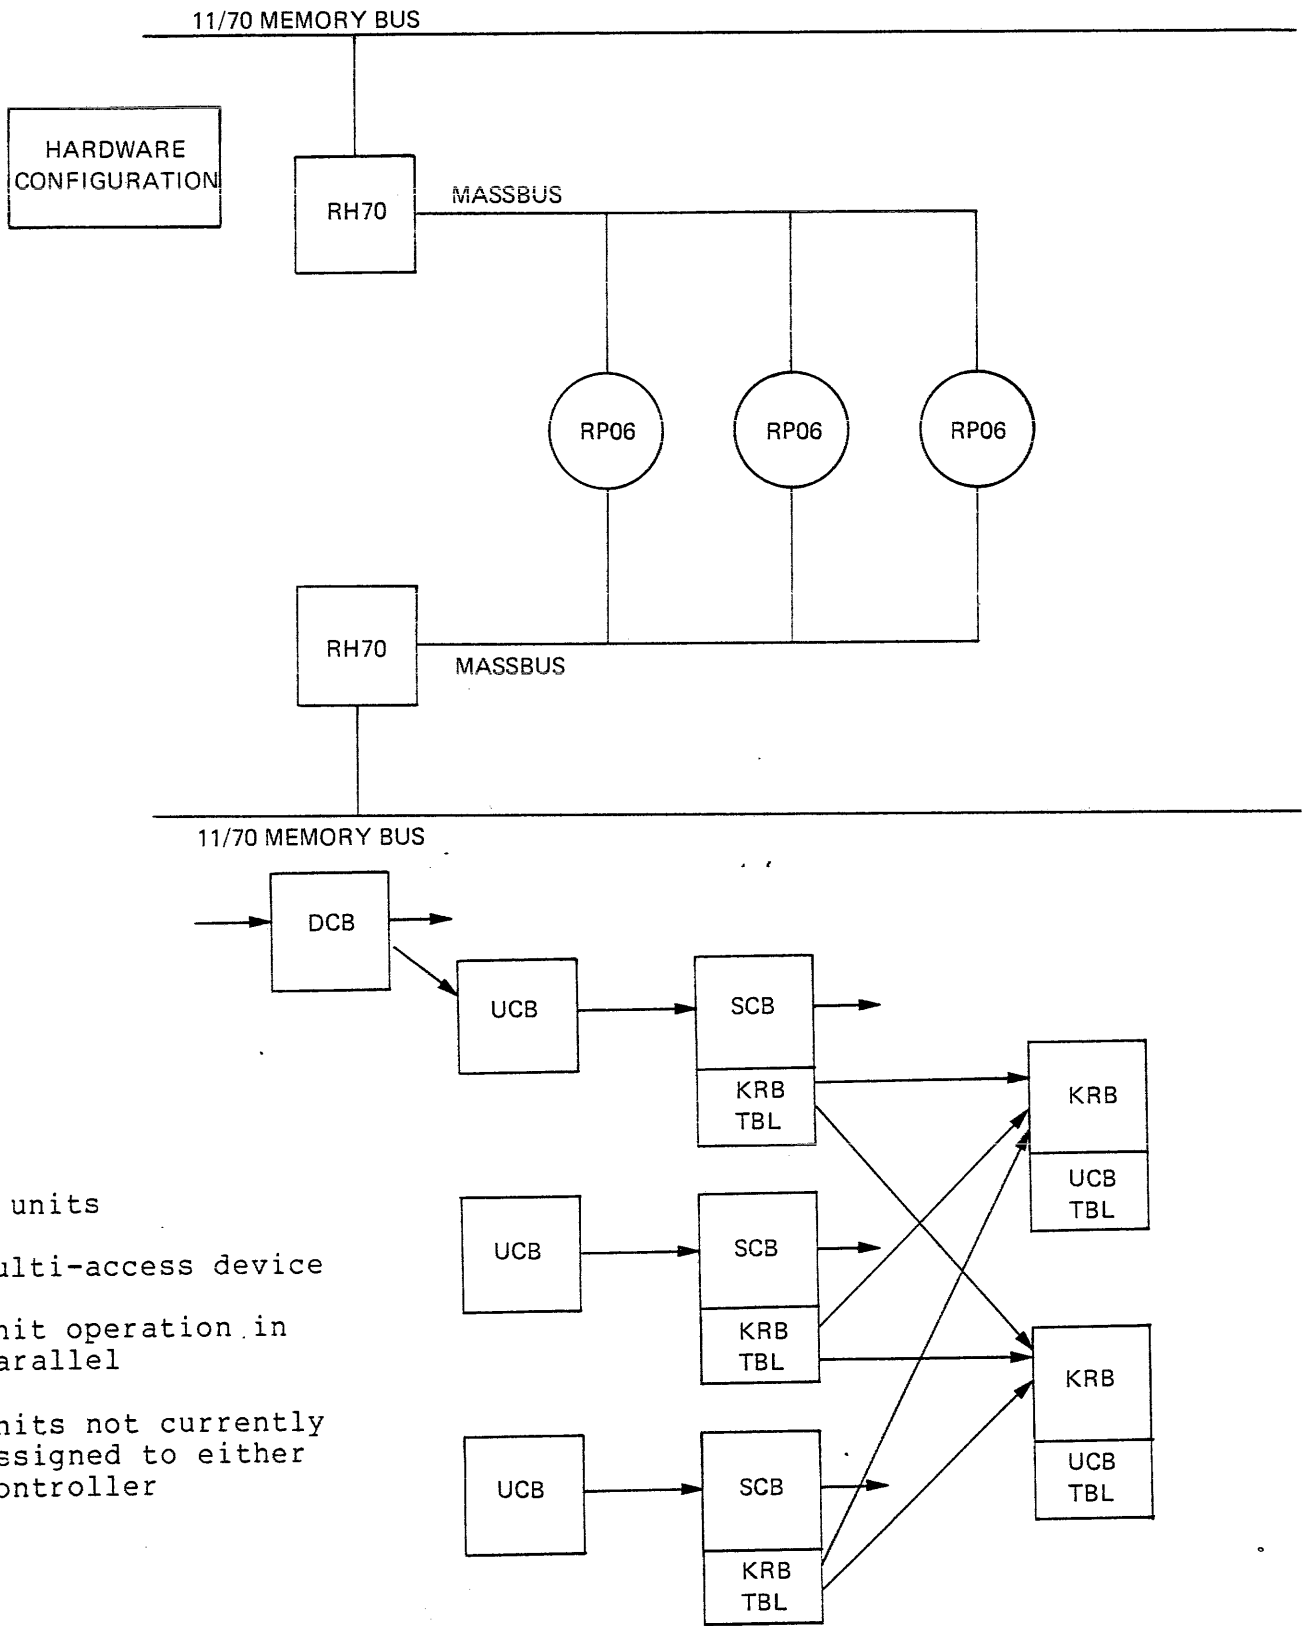 11/70 MEMORY BUS
HARDWARE
CONFIGURATION
RH70
MASSBUS
RP06
RP06
RP06
RH70
MASSBUS
11/70 MEMORY BUS
DCB
UCB
SCB
KRB
TBL
KRB
UCB
TBL
units
ulti-access device
nit operation in
arallel
nits not currently
ssigned to either
ontroller
UCB
SCB
KRB
TBL
KRB
UCB
TBL
UCB
SCB
KRB
TBL